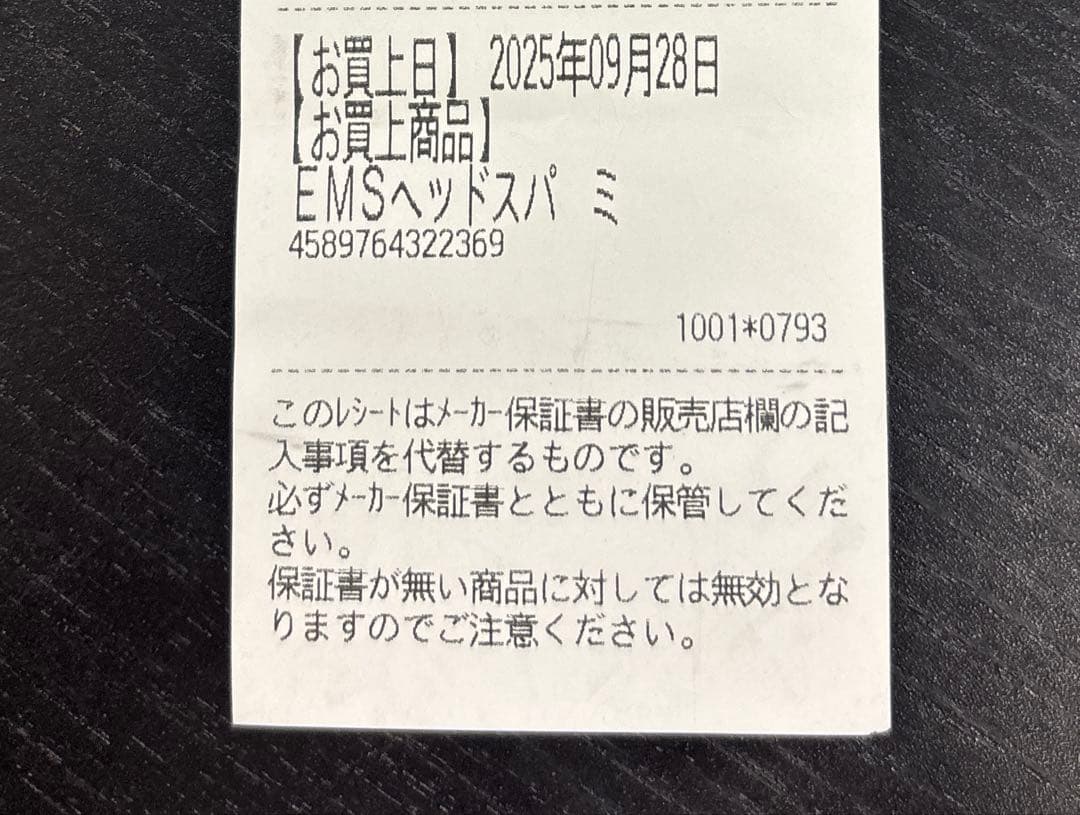 【お買上日】 2025年09月28日
【お買上商品】
EMSヘッドスパ ミ
4589764322369
1001*0793
このﾚｼｰﾄはﾒｰｶｰ保証書の販売店欄の記
入事項を代替するものです。
必ずﾒｰｶｰ保証書とともに保管してくだ
さい。
保証書が無い商品に対しては無効とな
りますのでご注意ください。